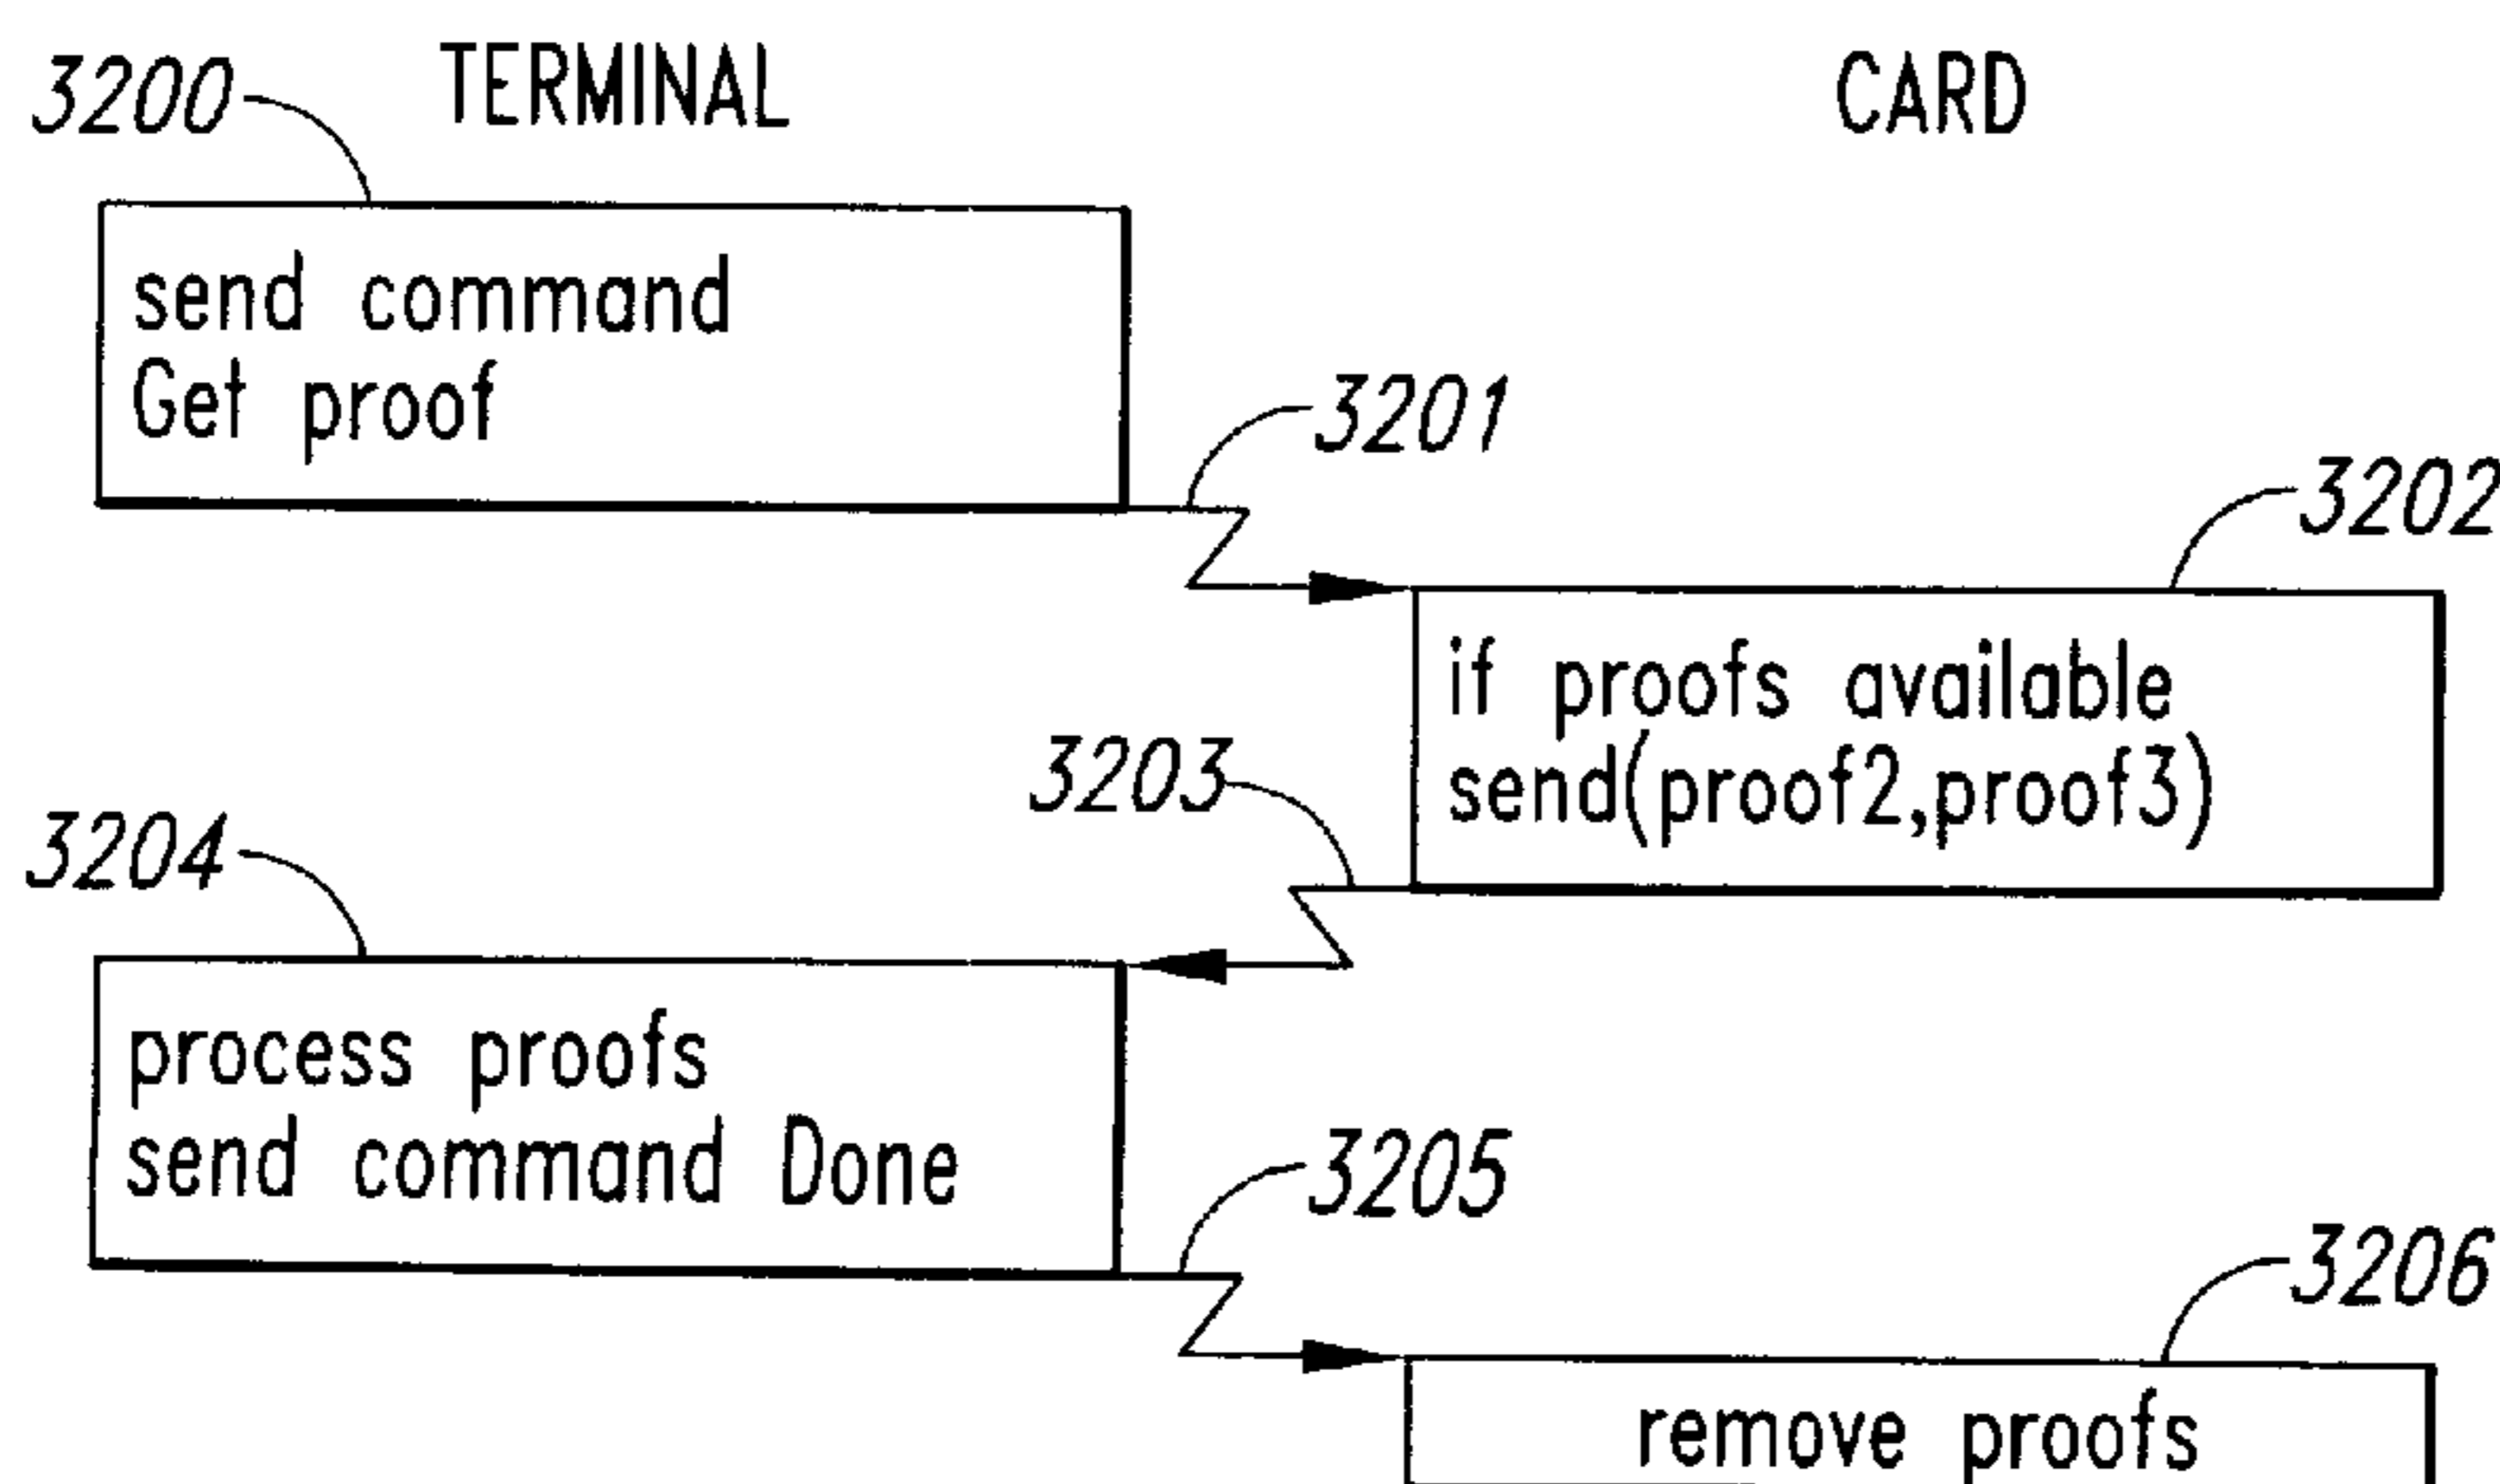 3200
TERMINAL
CARD
send command
Get proof
3201
3202
if proofs available
send(proof2,proof3)
3203
3204
process proofs
send command Done
3205
3206
remove proofs